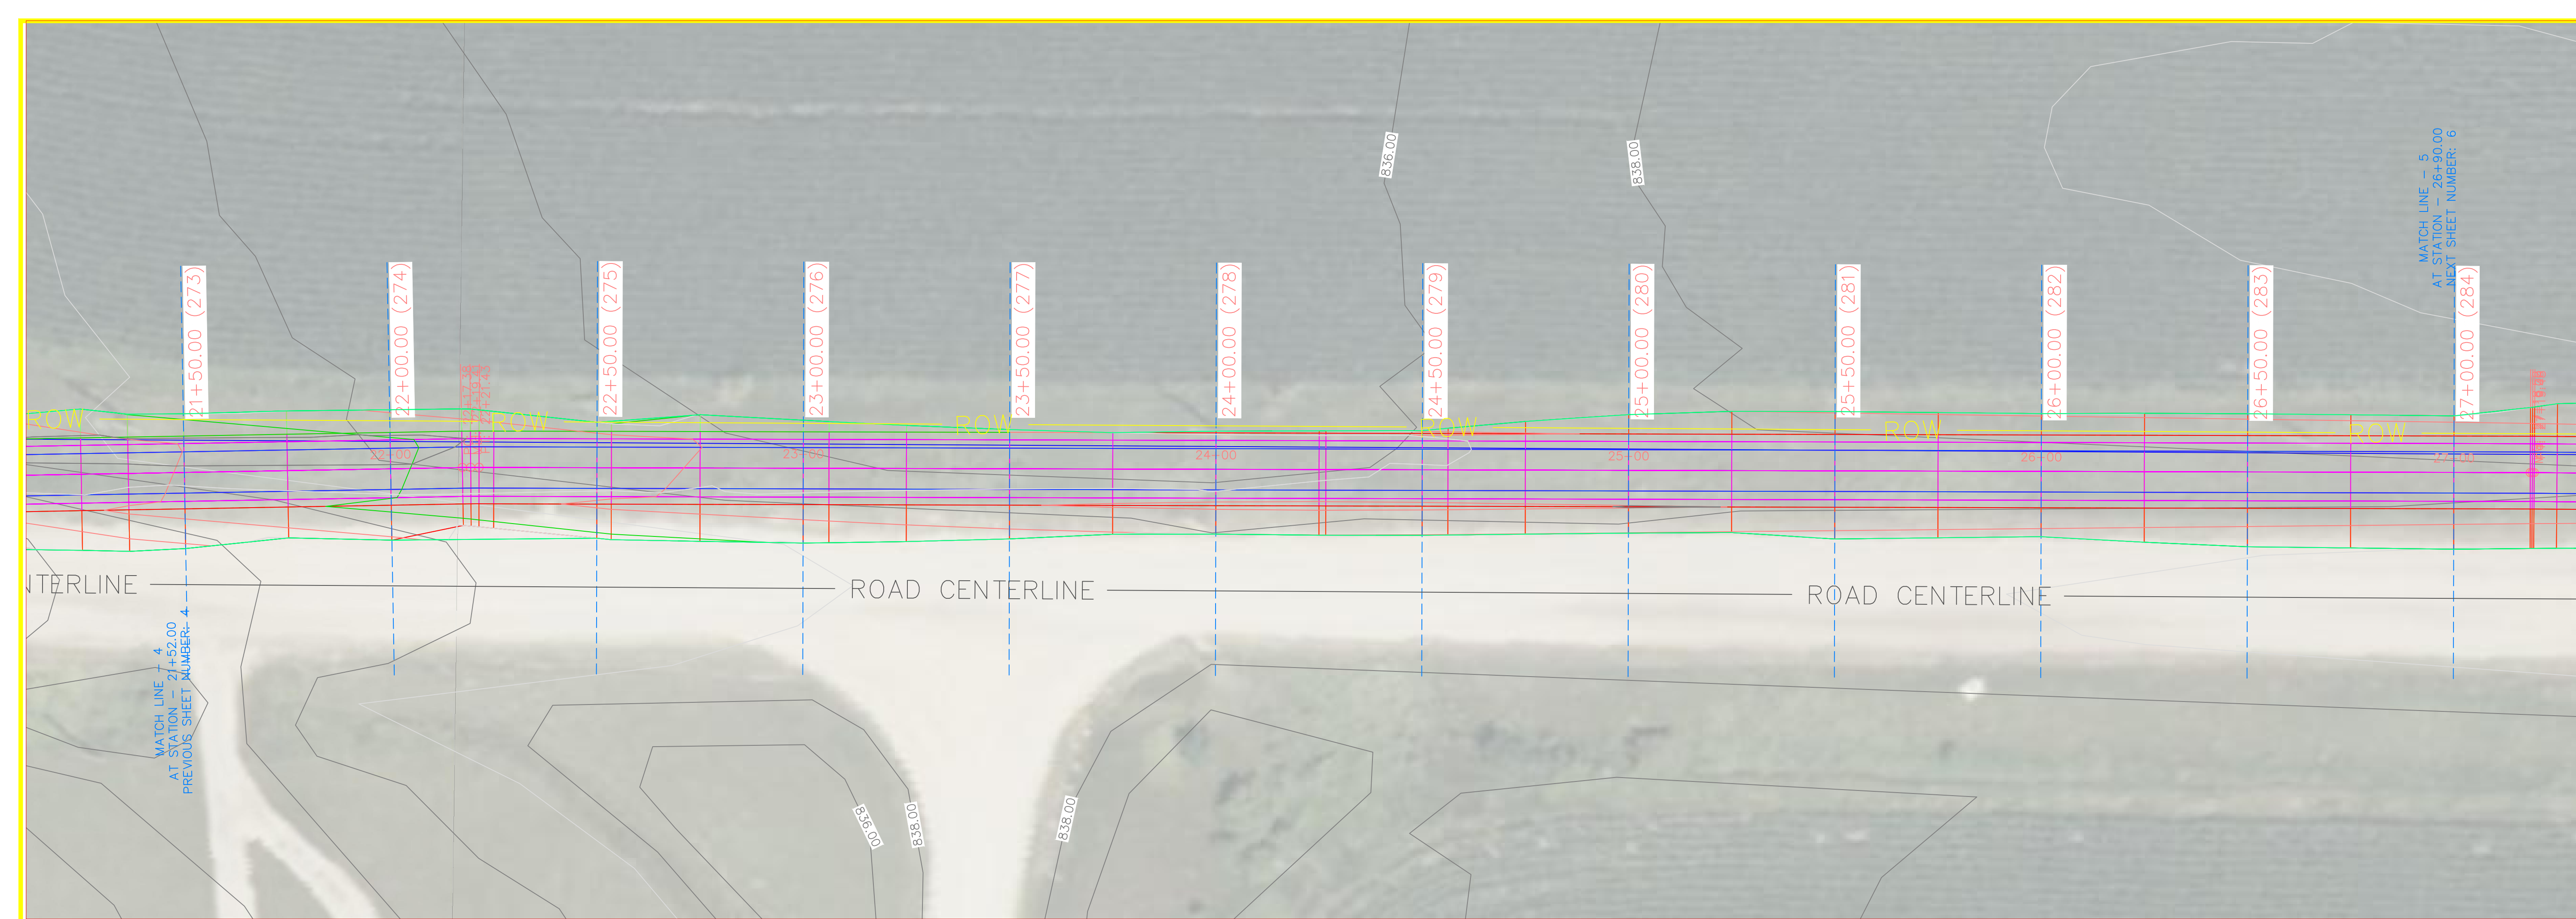 836.00
838.00
MATCH LINE - 5
AT STATION - 26+90.00
NEXT SHEET NUMBER: 6
21+50.00 (273)
22+00.00 (274)
22+50.00 (275)
23+00.00 (276)
23+50.00 (277)
24+00.00 (278)
24+50.00 (279)
25+00.00 (280)
25+50.00 (281)
26+00.00 (282)
26+50.00 (283)
27+00.00 (284)
ROW
ROW
ROW
ROW
ROW
ROW
22+00
23+00
24+00
25+00
26+00
27+00
NTERLINE
ROAD CENTERLINE
ROAD CENTERLINE
MATCH LINE - 4
AT STATION - 21+52.00
PREVIOUS SHEET NUMBER: 4
836.00
838.00
838.00